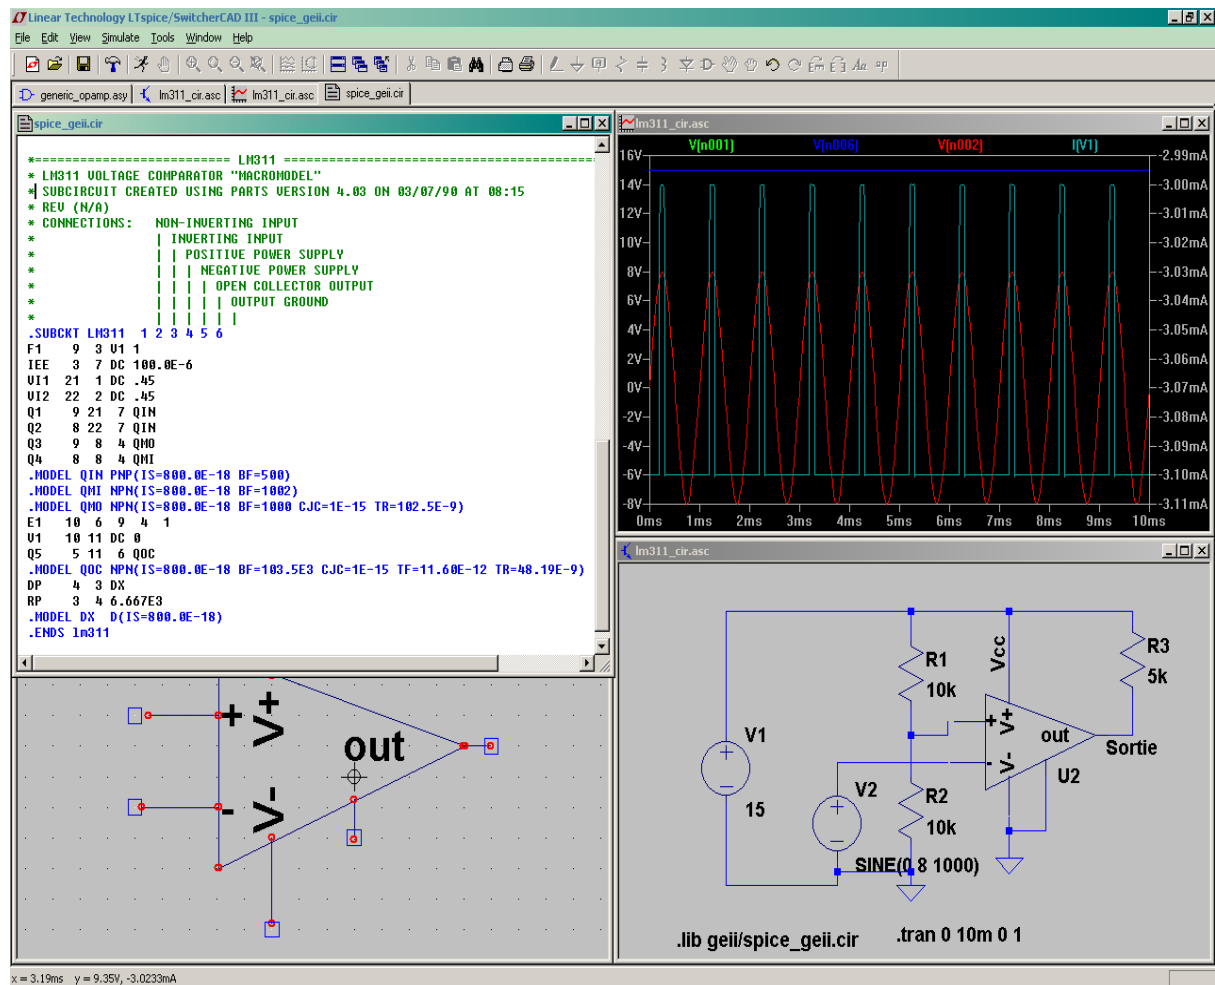 Linear Technology LTspice/SwitcherCAD III - spice_geii.cir
File Edit View Simulate Tools Window Help
generic_opamp.asy lm311_cir.asc lm311_cir.asc spice_geii.cir
spice_geii.cir
*========================== LM311 ==========================================
* LM311 VOLTAGE COMPARATOR "MACROMODEL"
* SUBCIRCUIT CREATED USING PARTS VERSION 4.03 ON 03/07/90 AT 08:15
* REV (N/A)
* CONNECTIONS:   NON-INVERTING INPUT
*                | INVERTING INPUT
*                | | POSITIVE POWER SUPPLY
*                | | | NEGATIVE POWER SUPPLY
*                | | | | OPEN COLLECTOR OUTPUT
*                | | | | | OUTPUT GROUND
*                | | | | | |
.SUBCKT LM311  1 2 3 4 5 6
F1    9  3 V1 1
IEE   3  7 DC 100.0E-6
VI1  21  1 DC .45
VI2  22  2 DC .45
Q1    9 21  7 QIN
Q2    8 22  7 QIN
Q3    9  8  4 QMO
Q4    8  8  4 QMI
.MODEL QIN PNP(IS=800.0E-18 BF=500)
.MODEL QMI NPN(IS=800.0E-18 BF=1002)
.MODEL QMO NPN(IS=800.0E-18 BF=1000 CJC=1E-15 TR=102.5E-9)
E1   10  6  9  4  1
V1   10 11 DC 0
Q5    5 11  6 QOC
.MODEL QOC NPN(IS=800.0E-18 BF=103.5E3 CJC=1E-15 TF=11.60E-12 TR=48.19E-9)
DP    4  3 DX
RP    3  4 6.667E3
.MODEL DX  D(IS=800.0E-18)
.ENDS lm311
lm311_cir.asc
V(n001) V(n006) V(n002) I(V1)
16V -2.99mA
14V -3.00mA
12V -3.01mA
10V -3.02mA
8V -3.03mA
6V -3.04mA
4V -3.05mA
2V -3.06mA
0V -3.07mA
-2V -3.08mA
-4V -3.09mA
-6V -3.10mA
-8V -3.11mA
0ms 1ms 2ms 3ms 4ms 5ms 6ms 7ms 8ms 9ms 10ms
+ V+
out
- V-
lm311_cir.asc
R1
10k
Vcc
R3
5k
V1
15
+ V+
out
Sortie
- V-
U2
V2
R2
10k
SINE(0 8 1000)
.lib geii/spice_geii.cir
.tran 0 10m 0 1
x = 3.19ms   y = 9.35V, -3.0233mA